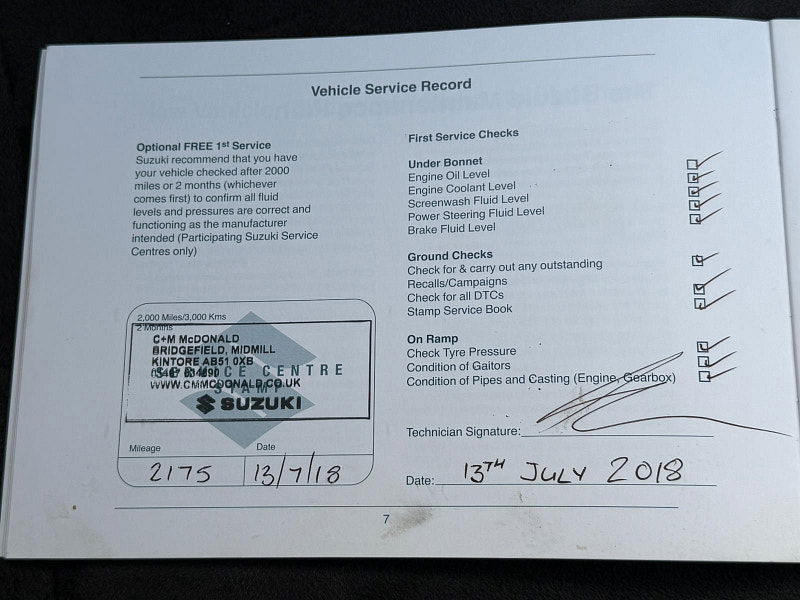 Vehicle Service Record
Optional FREE 1st Service
Suzuki recommend that you have
your vehicle checked after 2000
miles or 2 months (whichever
comes first) to confirm all fluid
levels and pressures are correct and
functioning as the manufacturer
intended (Participating Suzuki Service
Centres only)
2,000 Miles/3,000 Kms
2 Months
C+M McDONALD
BRIDGEFIELD, MIDMILL
KINTORE AB51 0XB
SERVICE CENTRE
STAMP
WWW.CMMCDONALD.CO.UK
SUZUKI
Mileage Date
2175 13/7/18
First Service Checks
Under Bonnet
Engine Oil Level
Engine Coolant Level
Screenwash Fluid Level
Power Steering Fluid Level
Brake Fluid Level
Ground Checks
Check for & carry out any outstanding
Recalls/Campaigns
Check for all DTCs
Stamp Service Book
On Ramp
Check Tyre Pressure
Condition of Gaitors
Condition of Pipes and Casting (Engine, Gearbox)
Technician Signature:
Date: 13TH JULY 2018
7